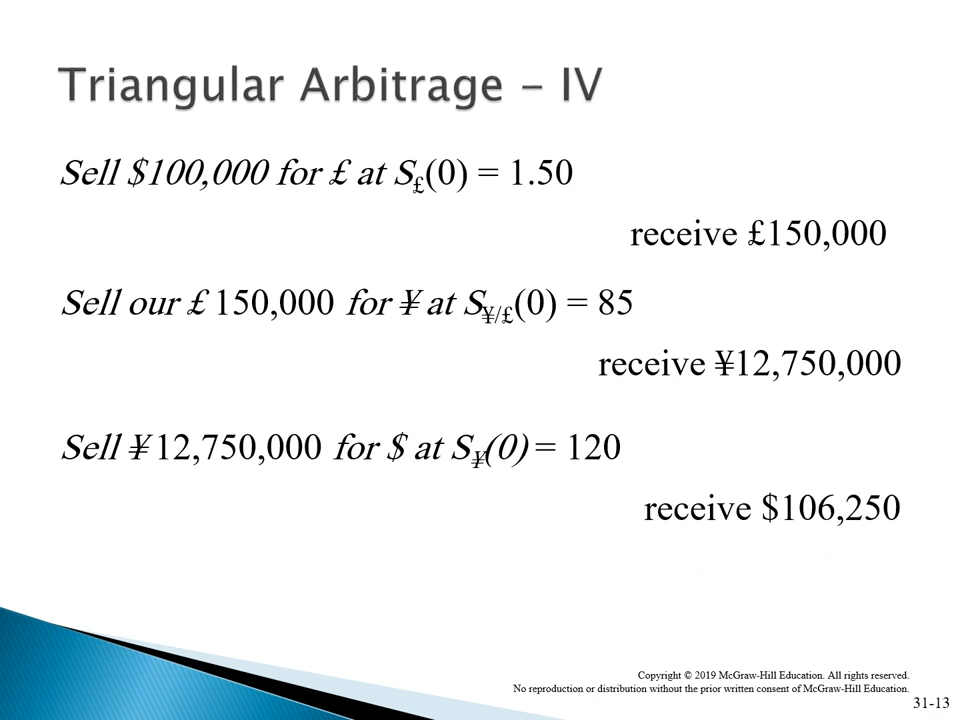 Triangular Arbitrage – IV
Sell $100,000 for £ at S£(0) = 1.50
receive £150,000
Sell our £ 150,000 for ¥ at S¥/£(0) = 85
receive ¥12,750,000
Sell ¥ 12,750,000 for $ at S¥(0) = 120
receive $106,250
Copyright © 2019 McGraw-Hill Education. All rights reserved.
No reproduction or distribution without the prior written consent of McGraw-Hill Education.
31-13